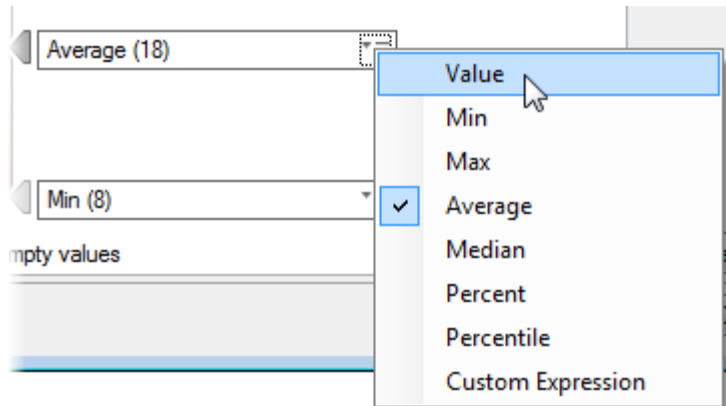 Average (18)
Value
Min
Max
Min (8)
Average
mpty values
Median
Percent
Percentile
Custom Expression